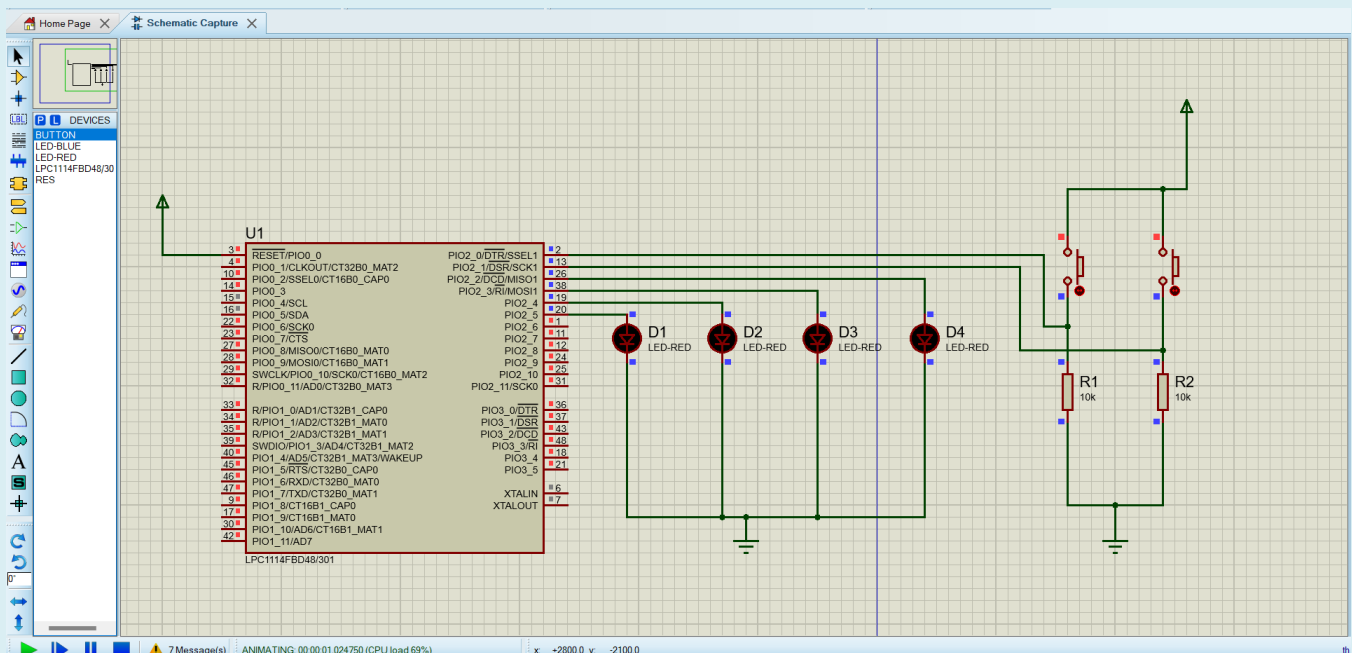 Home Page
Schematic Capture
P L DEVICES
BUTTON
LED-BLUE
LED-RED
LPC1114FBD48/30
RES
LBL
A
S
0°
U1
3 RESET/PIO0_0
4 PIO0_1/CLKOUT/CT32B0_MAT2
10 PIO0_2/SSEL0/CT16B0_CAP0
14 PIO0_3
15 PIO0_4/SCL
16 PIO0_5/SDA
22 PIO0_6/SCK0
23 PIO0_7/CTS
27 PIO0_8/MISO0/CT16B0_MAT0
28 PIO0_9/MOSI0/CT16B0_MAT1
29 SWCLK/PIO0_10/SCK0/CT16B0_MAT2
32 R/PIO0_11/AD0/CT32B0_MAT3
33 R/PIO1_0/AD1/CT32B1_CAP0
34 R/PIO1_1/AD2/CT32B1_MAT0
35 R/PIO1_2/AD3/CT32B1_MAT1
39 SWDIO/PIO1_3/AD4/CT32B1_MAT2
40 PIO1_4/AD5/CT32B1_MAT3/WAKEUP
45 PIO1_5/RTS/CT32B0_CAP0
46 PIO1_6/RXD/CT32B0_MAT0
47 PIO1_7/TXD/CT32B0_MAT1
9 PIO1_8/CT16B1_CAP0
17 PIO1_9/CT16B1_MAT0
30 PIO1_10/AD6/CT16B1_MAT1
42 PIO1_11/AD7
PIO2_0/DTR/SSEL1 2
PIO2_1/DSR/SCK1 13
PIO2_2/DCD/MISO1 26
PIO2_3/RI/MOSI1 38
PIO2_4 19
PIO2_5 20
PIO2_6 1
PIO2_7 11
PIO2_8 12
PIO2_9 24
PIO2_10 25
PIO2_11/SCK0 31
PIO3_0/DTR 36
PIO3_1/DSR 37
PIO3_2/DCD 43
PIO3_3/RI 48
PIO3_4 18
PIO3_5 21
XTALIN 6
XTALOUT 7
LPC1114FBD48/301
D1
LED-RED
D2
LED-RED
D3
LED-RED
D4
LED-RED
R1
10k
R2
10k
7 Message(s)
ANIMATING: 00:00:01.024750 (CPU load 69%)
x: +2800.0 y: -2100.0
th